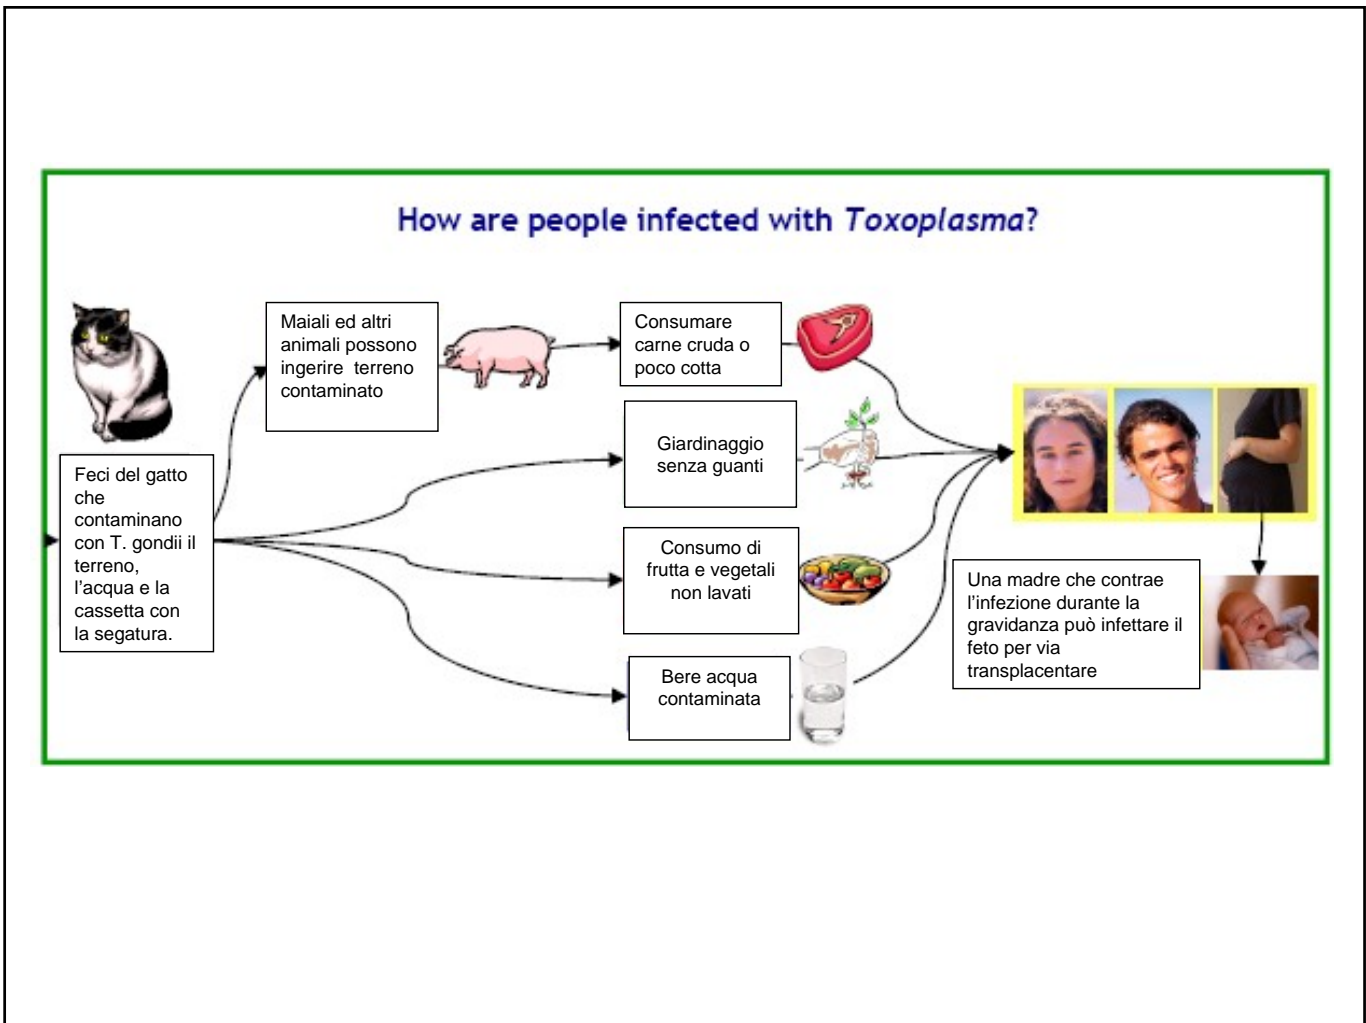 How are people infected with Toxoplasma?
Feci del gatto
che
contaminano
con T. gondii il
terreno,
l'acqua e la
cassetta con
la segatura.
Maiali ed altri
animali possono
ingerire terreno
contaminato
Consumare
carne cruda o
poco cotta
Giardinaggio
senza guanti
Consumo di
frutta e vegetali
non lavati
Bere acqua
contaminata
Una madre che contrae
l'infezione durante la
gravidanza può infettare il
feto per via
transplacentare